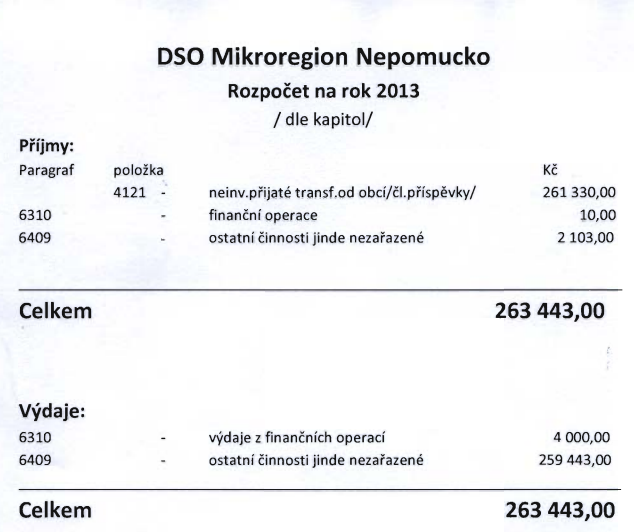 DSO Mikroregion Nepomucko
Rozpočet na rok 2013
/ dle kapitol/
Příjmy:
Paragraf položka Kč
4121 - neinv.přijaté transf.od obcí/čl.příspěvky/ 261 330,00
6310 - finanční operace 10,00
6409 - ostatní činnosti jinde nezařazené 2 103,00
Celkem 263 443,00
Výdaje:
6310 - výdaje z finančních operací 4 000,00
6409 - ostatní činnosti jinde nezařazené 259 443,00
Celkem 263 443,00